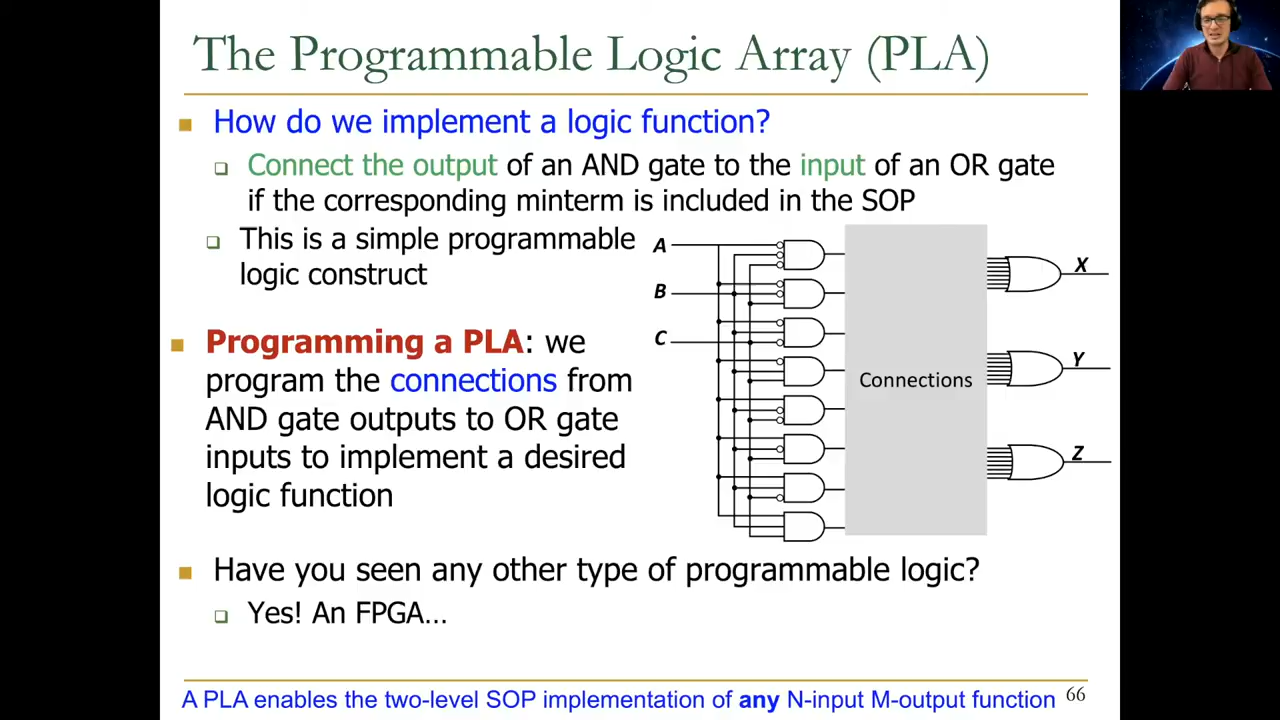 The Programmable Logic Array (PLA)
How do we implement a logic function?
Connect the output of an AND gate to the input of an OR gate
if the corresponding minterm is included in the SOP
This is a simple programmable
logic construct
Programming a PLA: we
program the connections from
AND gate outputs to OR gate
inputs to implement a desired
logic function
A
B
C
Connections
X
Y
Z
Have you seen any other type of programmable logic?
Yes! An FPGA…
A PLA enables the two-level SOP implementation of any N-input M-output function 66